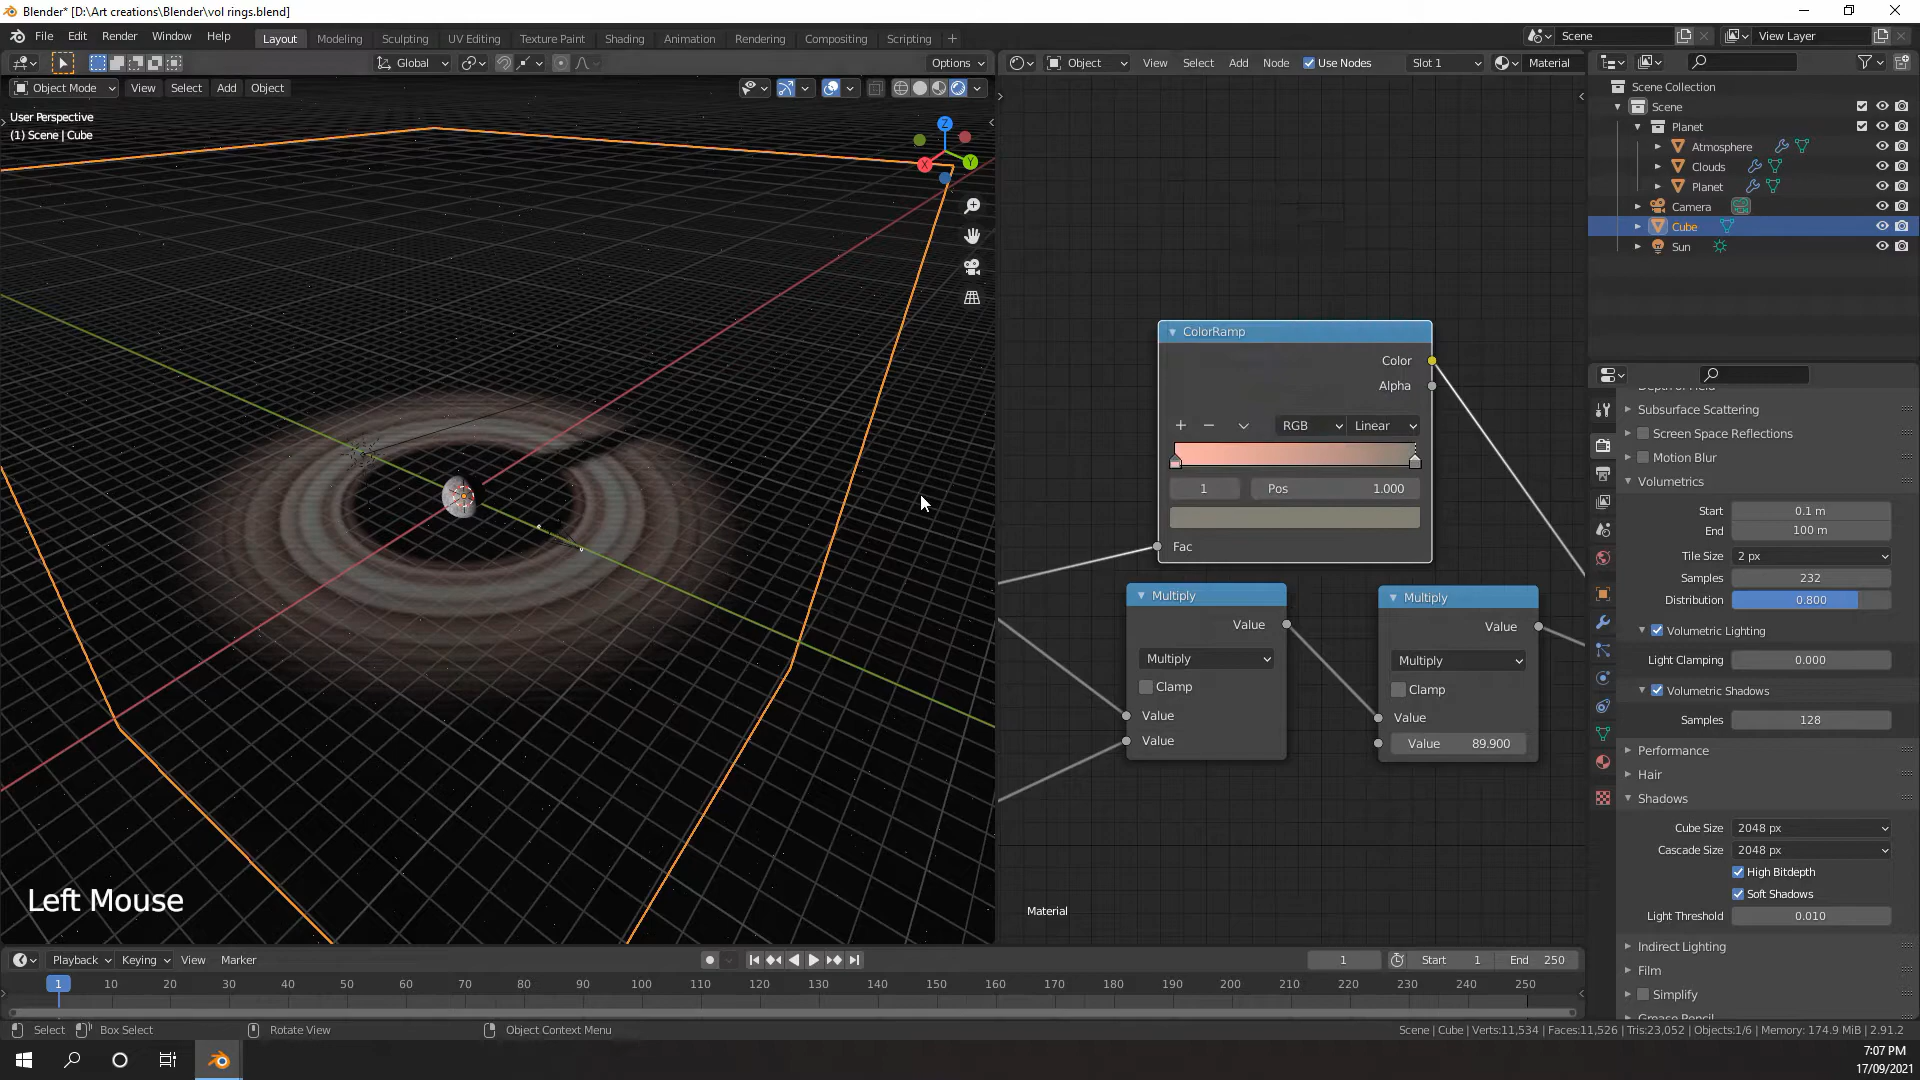 Blender* [D:\Art creations\Blender\vol rings.blend]
File Edit Render Window Help Layout Modeling Sculpting UV Editing Texture Paint Shading Animation Rendering Compositing Scripting Scene View Layer
Global Options Object View Select Add Node Use Nodes Slot 1 Material
Object Mode View Select Add Object
User Perspective
(1) Scene | Cube
Z
X Y
Scene Collection
Scene
Planet
Atmosphere
Clouds
Planet
Camera
Cube
Sun
ColorRamp
Color
Alpha
RGB Linear
1 Pos 1.000
Fac
Multiply
Value
Multiply
Clamp
Value
Value
Multiply
Value
Multiply
Clamp
Value
Value 89.900
Material
Subsurface Scattering
Screen Space Reflections
Motion Blur
Volumetrics
Start 0.1 m
End 100 m
Tile Size 2 px
Samples 232
Distribution 0.800
Volumetric Lighting
Light Clamping 0.000
Volumetric Shadows
Samples 128
Performance
Hair
Shadows
Cube Size 2048 px
Cascade Size 2048 px
High Bitdepth
Soft Shadows
Light Threshold 0.010
Indirect Lighting
Film
Simplify
Left Mouse
Playback Keying View Marker 1 Start 1 End 250
1 10 20 30 40 50 60 70 80 90 100 110 120 130 140 150 160 170 180 190 200 210 220 230 240 250
Select Box Select Rotate View Object Context Menu Scene | Cube | Verts:11,534 | Faces:11,526 | Tris:23,052 | Objects:1/6 | Memory: 174.9 MiB | 2.91.2
7:07 PM
17/09/2021